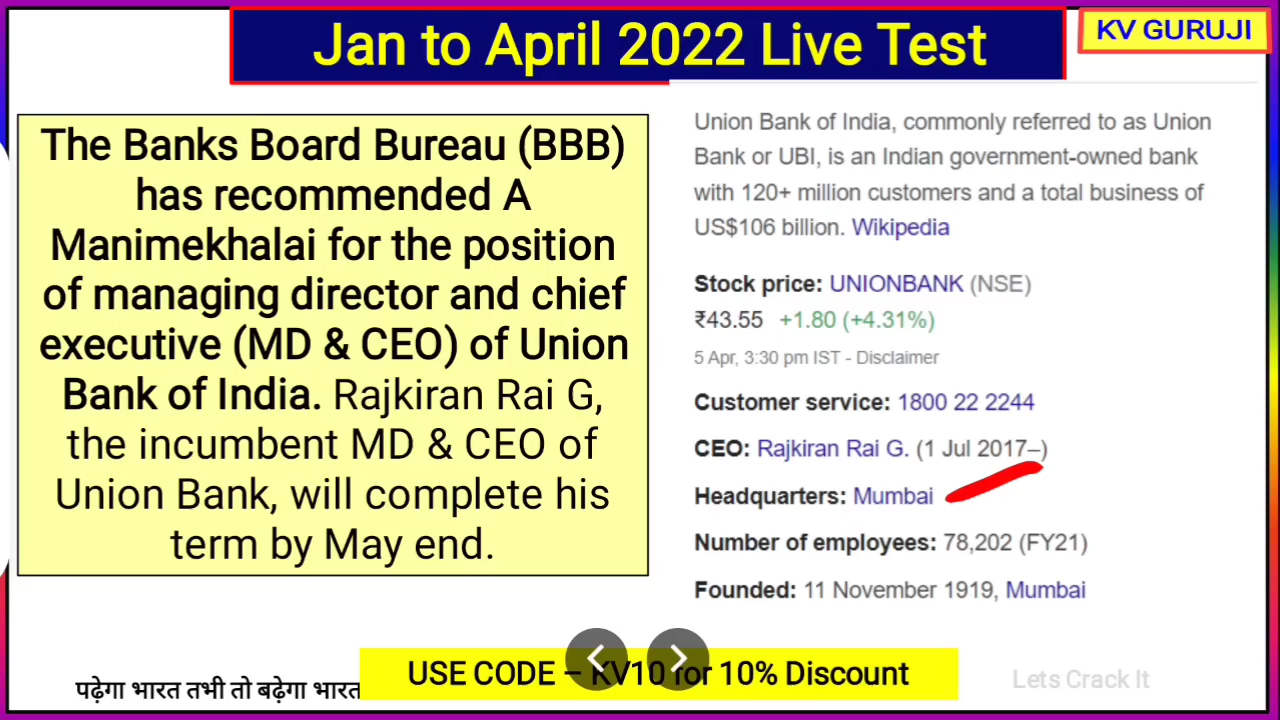 Jan to April 2022 Live Test
KV GURUJI
The Banks Board Bureau (BBB)
has recommended A
Manimekhalai for the position
of managing director and chief
executive (MD & CEO) of Union
Bank of India. Rajkiran Rai G,
the incumbent MD & CEO of
Union Bank, will complete his
term by May end.
Union Bank of India, commonly referred to as Union
Bank or UBI, is an Indian government-owned bank
with 120+ million customers and a total business of
US$106 billion. Wikipedia
Stock price: UNIONBANK (NSE)
₹43.55 +1.80 (+4.31%)
5 Apr, 3:30 pm IST - Disclaimer
Customer service: 1800 22 2244
CEO: Rajkiran Rai G. (1 Jul 2017–)
Headquarters: Mumbai
Number of employees: 78,202 (FY21)
Founded: 11 November 1919, Mumbai
USE CODE – KV10 for 10% Discount
पढ़ेगा भारत तभी तो बढ़ेगा भारत
Lets Crack It